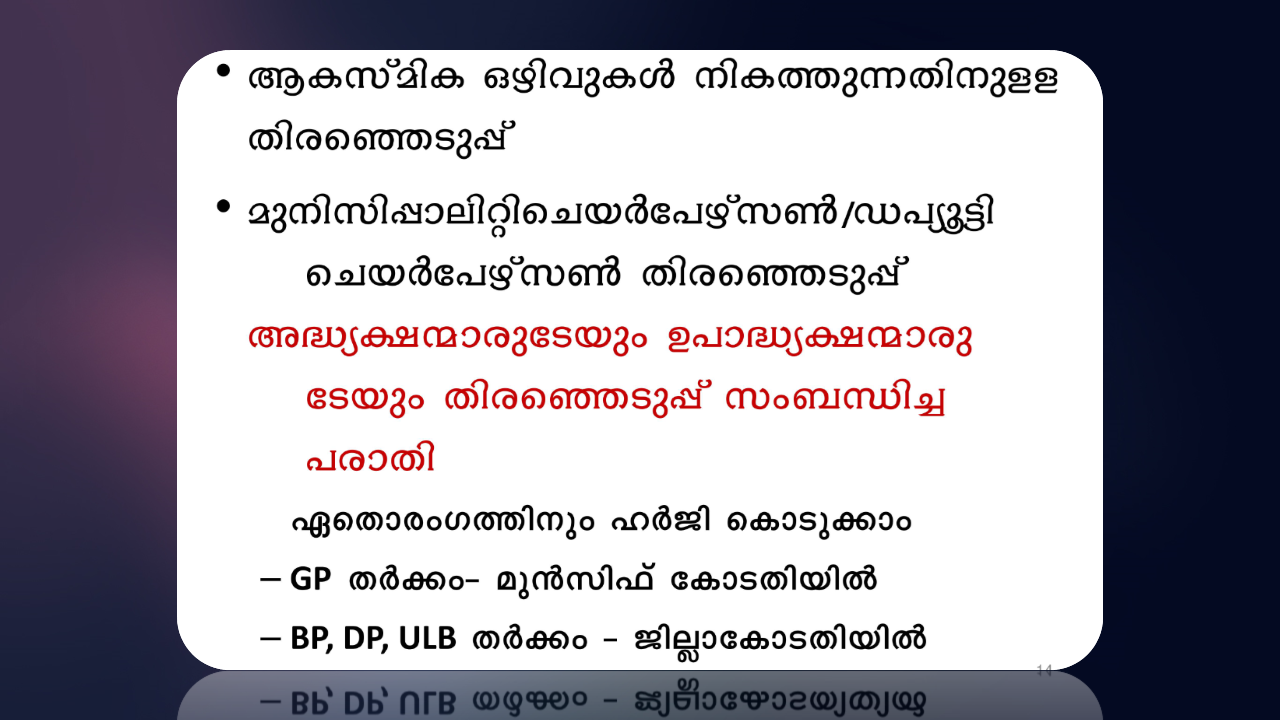 • ആകസ്മിക ഒഴിവുകൾ നികത്തുന്നതിനുളള
തിരഞ്ഞെടുപ്പ്
• മുനിസിപ്പാലിറ്റിചെയർപേഴ്സൺ/ഡപ്യൂട്ടി
ചെയർപേഴ്സൺ തിരഞ്ഞെടുപ്പ്
അദ്ധ്യക്ഷന്മാരുടേയും ഉപാദ്ധ്യക്ഷന്മാരു
ടേയും തിരഞ്ഞെടുപ്പ് സംബന്ധിച്ച
പരാതി
ഏതൊരംഗത്തിനും ഹർജി കൊടുക്കാം
– GP തർക്കം– മുൻസിഫ് കോടതിയിൽ
– BP, DP, ULB തർക്കം – ജില്ലാകോടതിയിൽ
14